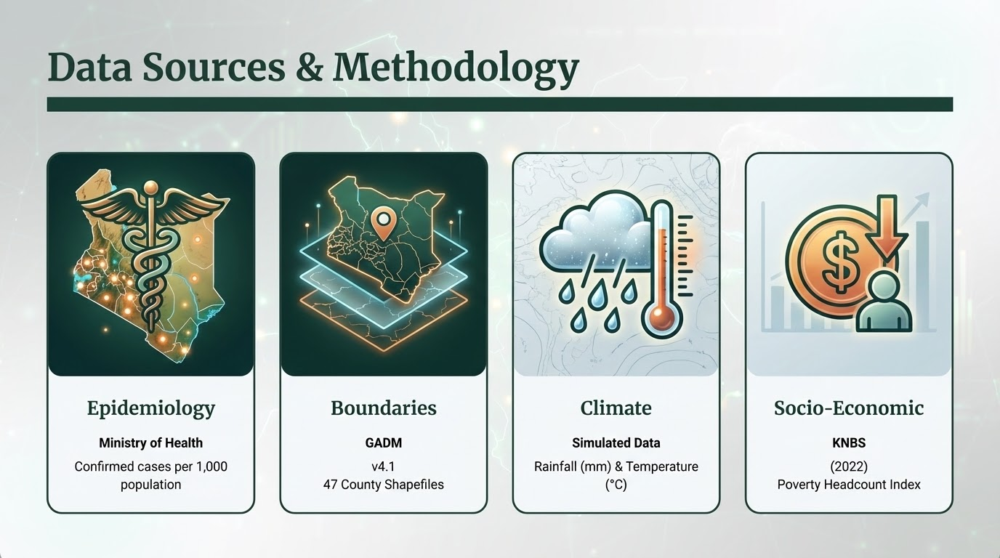 Data Sources & Methodology
Epidemiology
Ministry of Health
Confirmed cases per 1,000
population
Boundaries
GADM
v4.1
47 County Shapefiles
Climate
Simulated Data
Rainfall (mm) & Temperature
(°C)
Socio-Economic
KNBS
(2022)
Poverty Headcount Index